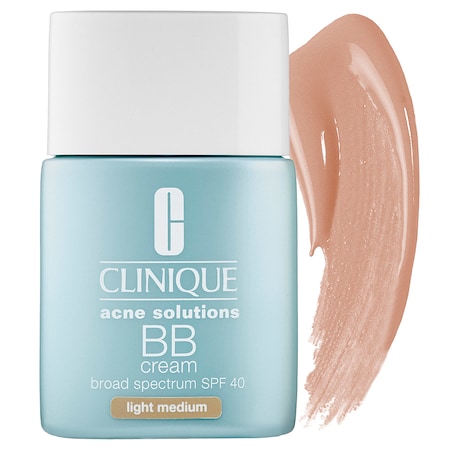 CLINIQUE
acne solutions
BB
cream
broad spectrum SPF 40
light medium